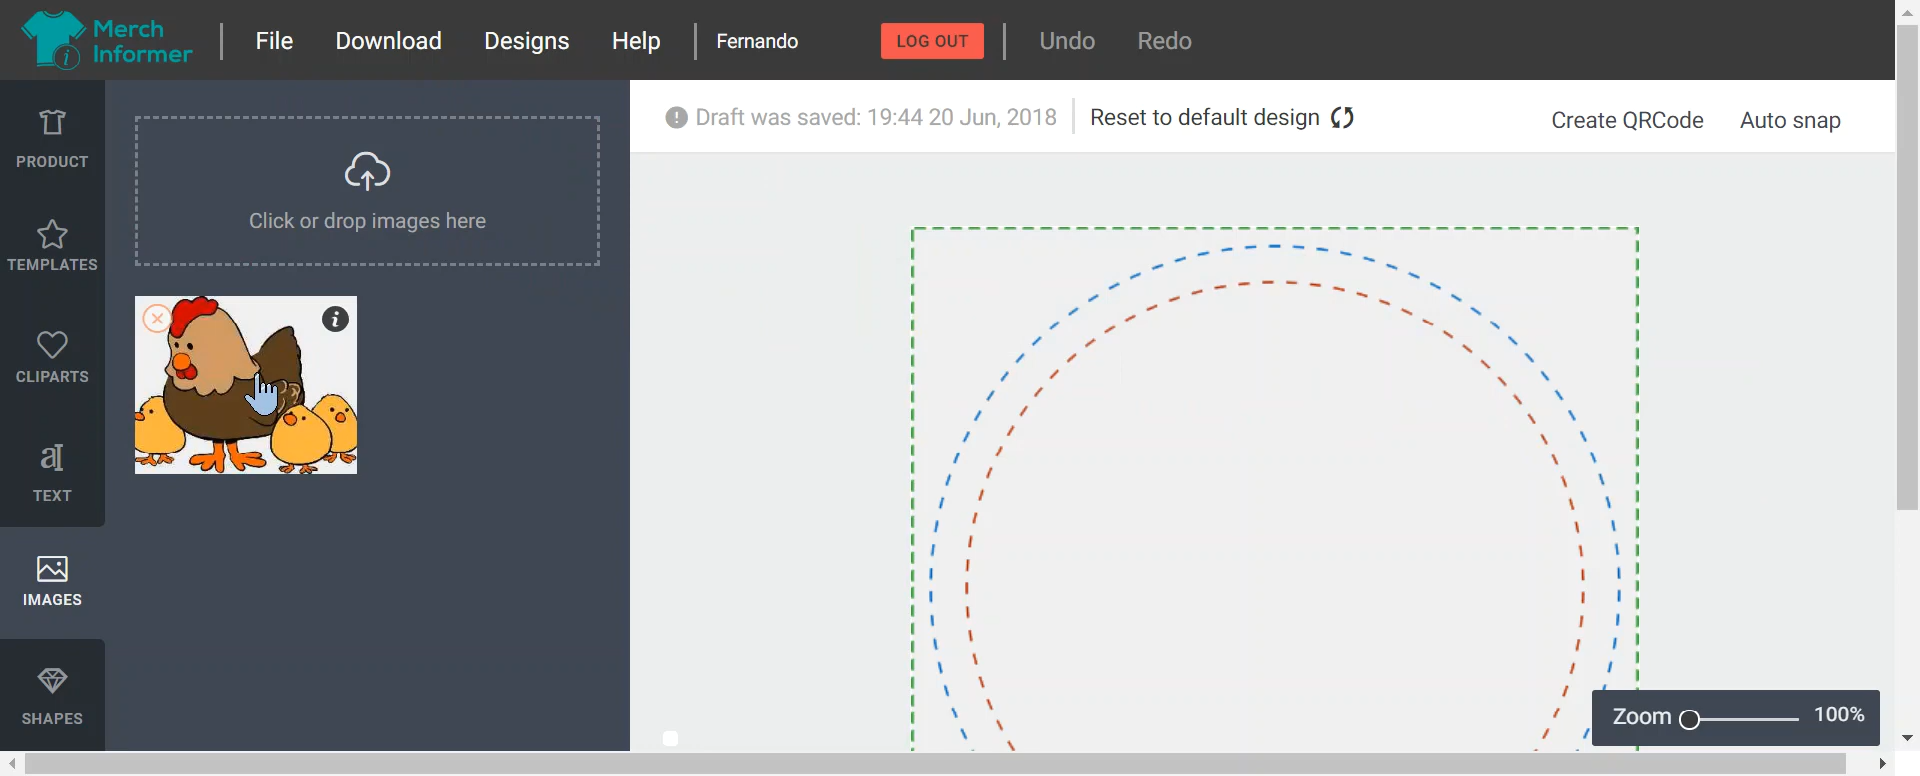 Merch
Informer
File Download Designs Help Fernando LOG OUT Undo Redo
Draft was saved: 19:44 20 Jun, 2018 Reset to default design Create QRCode Auto snap
PRODUCT
Click or drop images here
TEMPLATES
CLIPARTS
TEXT
IMAGES
SHAPES
Zoom 100%